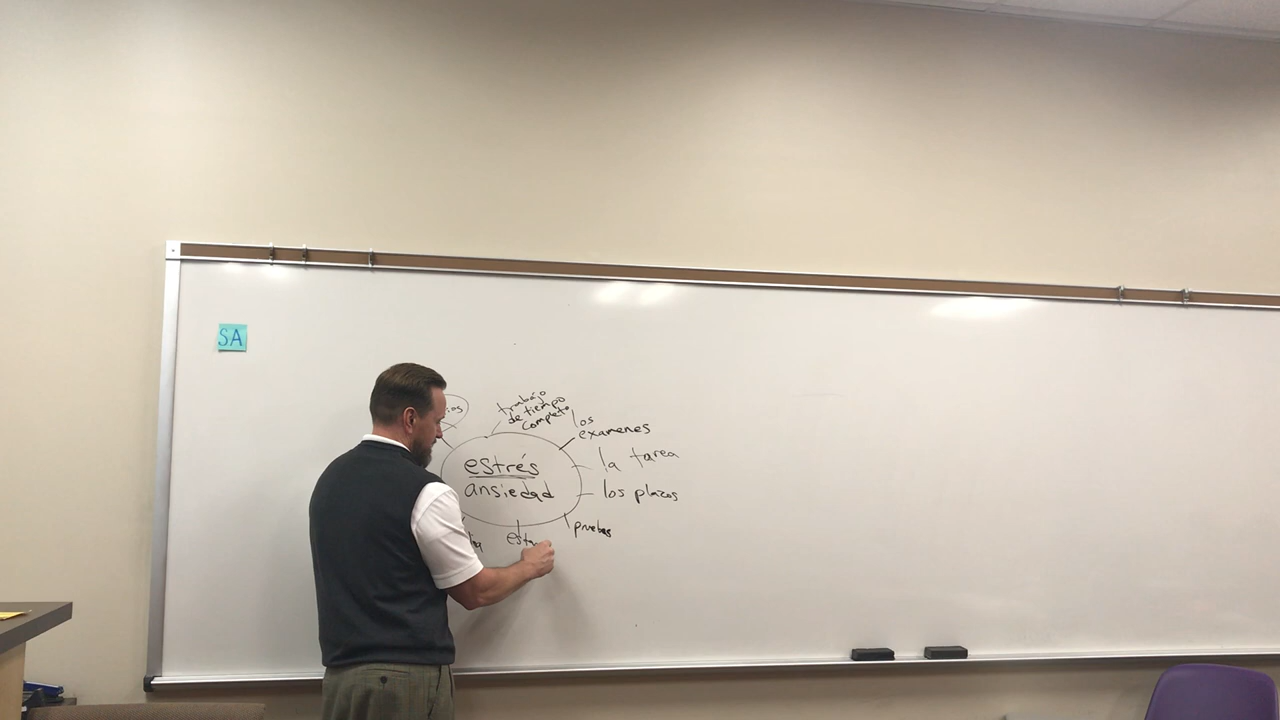 SA
trabajo
de tiempo
completo
los
examenes
la tarea
los plazos
pruebas
estrés
ansiedad